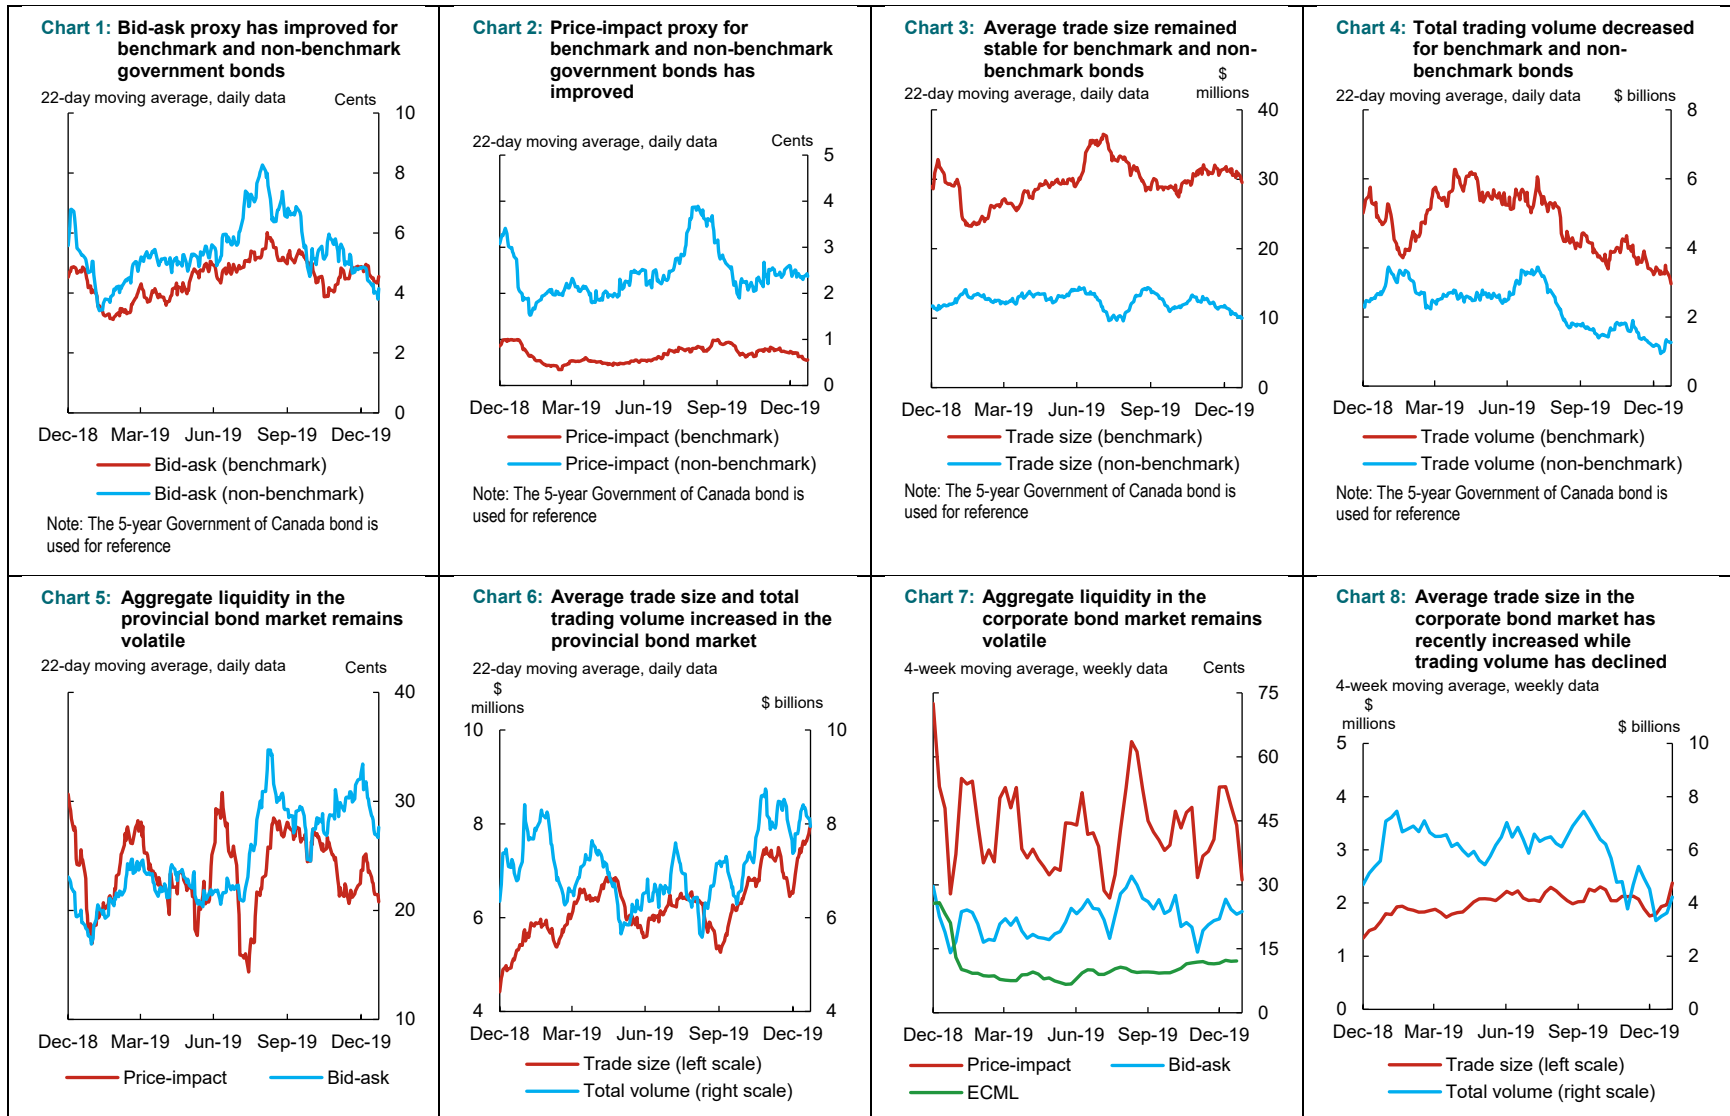 Chart 1: Bid-ask proxy has improved for
benchmark and non-benchmark
government bonds
22-day moving average, daily data
Cents
10
8
6
4
2
0
Dec-18 Mar-19 Jun-19 Sep-19 Dec-19
Bid-ask (benchmark)
Bid-ask (non-benchmark)
Note: The 5-year Government of Canada bond is
used for reference
Chart 2: Price-impact proxy for
benchmark and non-benchmark
government bonds has
improved
22-day moving average, daily data
Cents
5
4
3
2
1
0
Dec-18 Mar-19 Jun-19 Sep-19 Dec-19
Price-impact (benchmark)
Price-impact (non-benchmark)
Note: The 5-year Government of Canada bond is
used for reference
Chart 3: Average trade size remained
stable for benchmark and non-
benchmark bonds
$
millions
22-day moving average, daily data
40
30
20
10
0
Dec-18 Mar-19 Jun-19 Sep-19 Dec-19
Trade size (benchmark)
Trade size (non-benchmark)
Note: The 5-year Government of Canada bond is
used for reference
Chart 4: Total trading volume decreased
for benchmark and non-
benchmark bonds
22-day moving average, daily data
$ billions
8
6
4
2
0
Dec-18 Mar-19 Jun-19 Sep-19 Dec-19
Trade volume (benchmark)
Trade volume (non-benchmark)
Note: The 5-year Government of Canada bond is
used for reference
Chart 5: Aggregate liquidity in the
provincial bond market remains
volatile
22-day moving average, daily data
Cents
40
30
20
10
Dec-18 Mar-19 Jun-19 Sep-19 Dec-19
Price-impact
Bid-ask
Chart 6: Average trade size and total
trading volume increased in the
provincial bond market
22-day moving average, daily data
$
millions
$ billions
10
8
6
4
10
8
6
4
Dec-18 Mar-19 Jun-19 Sep-19 Dec-19
Trade size (left scale)
Total volume (right scale)
Chart 7: Aggregate liquidity in the
corporate bond market remains
volatile
4-week moving average, weekly data
Cents
75
60
45
30
15
0
Dec-18 Mar-19 Jun-19 Sep-19 Dec-19
Price-impact
Bid-ask
ECML
Chart 8: Average trade size in the
corporate bond market has
recently increased while
trading volume has declined
4-week moving average, weekly data
$
millions
$ billions
5
4
3
2
1
0
10
8
6
4
2
0
Dec-18 Mar-19 Jun-19 Sep-19 Dec-19
Trade size (left scale)
Total volume (right scale)